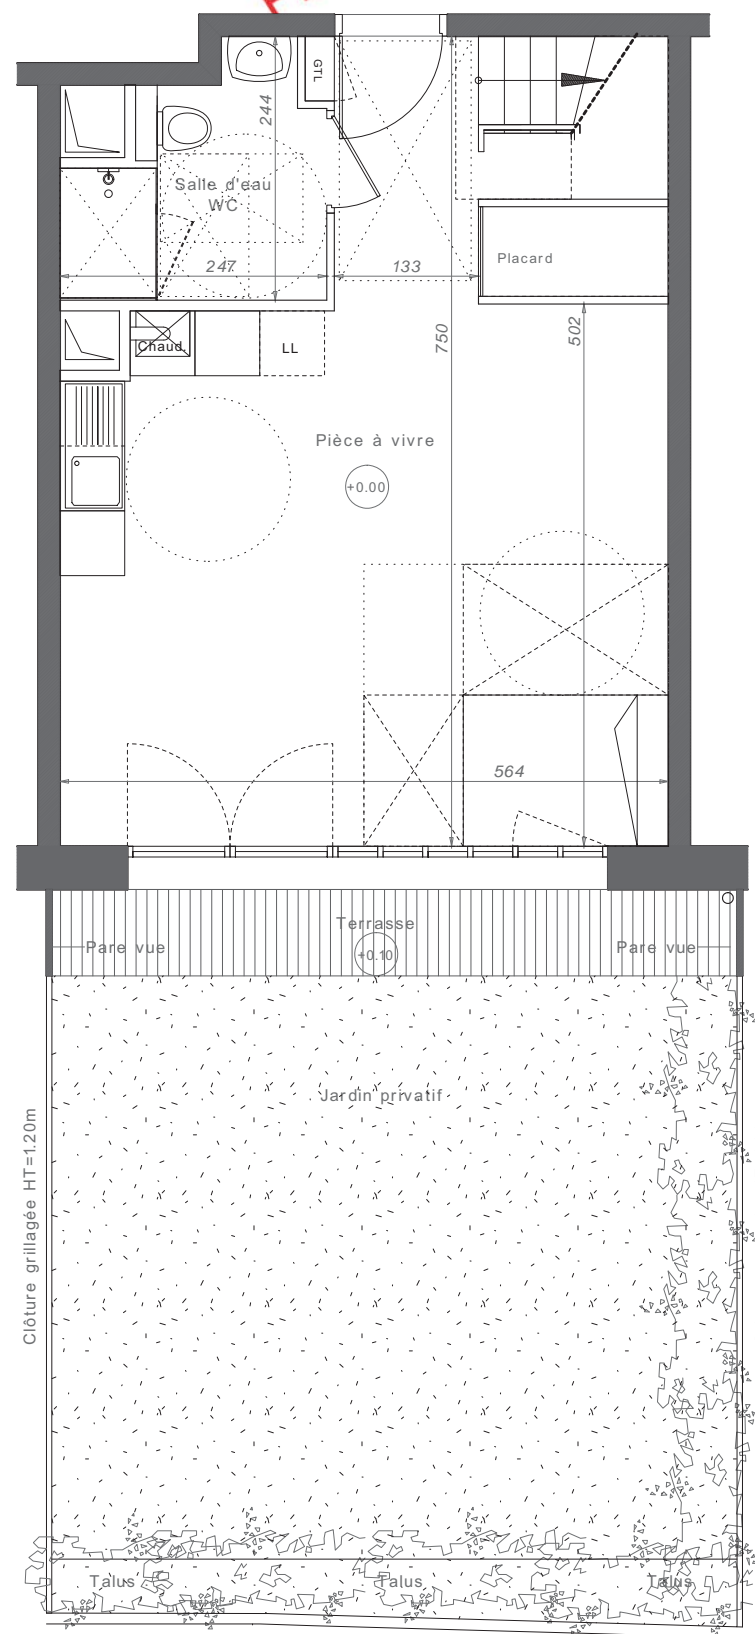 GTL
244
Salle d'eau
WC
247
133
Placard
Chaud.
LL
750
502
Pièce à vivre
+0.00
564
Terrasse
+0.10
Pare vue
Pare vue
Jardin privatif
Clôture grillagée HT=1.20m
Talus
Talus
Talus